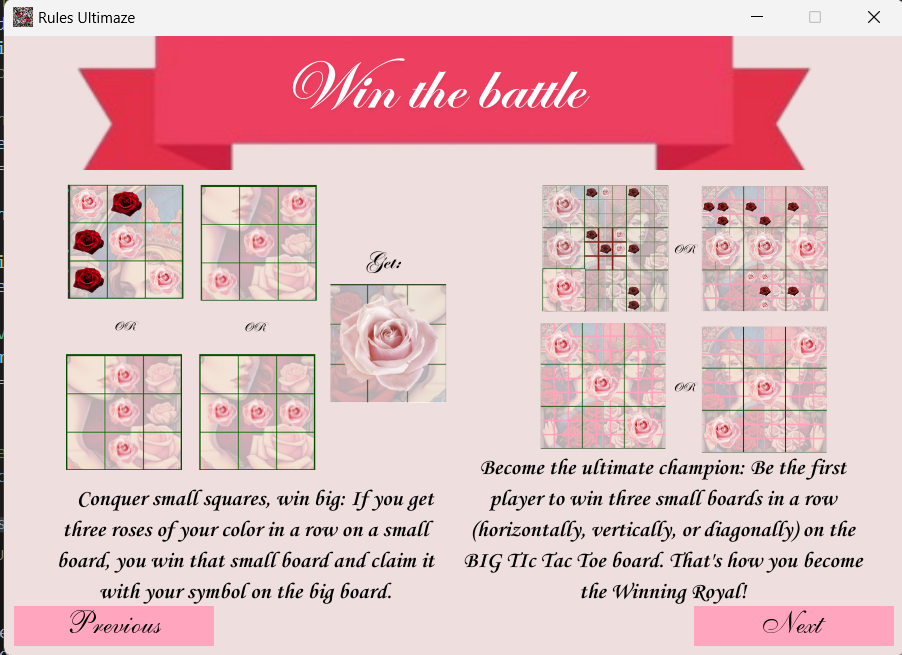 Rules Ultimaze
Win the battle
OR
OR
Get:
OR
OR
Conquer small squares, win big: If you get
three roses of your color in a row on a small
board, you win that small board and claim it
with your symbol on the big board.
Become the ultimate champion: Be the first
player to win three small boards in a row
(horizontally, vertically, or diagonally) on the
BIG TIc Tac Toe board. That's how you become
the Winning Royal!
Previous
Next